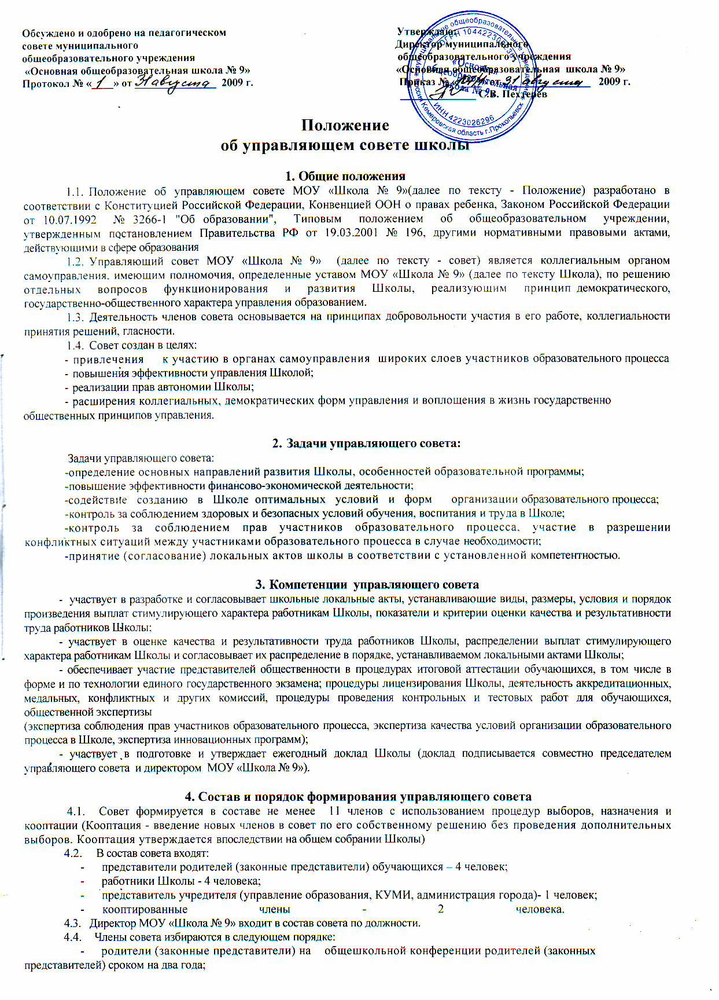 Обсуждено и одобрено на педагогическом
совете муниципального
общеобразовательного учреждения
«Основная общеобразовательная школа № 9»
Протокол № « 1 » от 31 августа 2009 г.
Утверждаю:
Директор муниципального
общеобразовательного учреждения
«Основная общеобразовательная школа № 9»
Приказ № от 31 августа 2009 г.
С.В. Пехтерев
ИНН 4223026296
Кемеровская область г.Прокопьевск
Положение
об управляющем совете школы
1. Общие положения
1.1. Положение об управляющем совете МОУ «Школа № 9»(далее по тексту - Положение) разработано в
соответствии с Конституцией Российской Федерации, Конвенцией ООН о правах ребенка, Законом Российской Федерации
от 10.07.1992 № 3266-1 "Об образовании", Типовым положением об общеобразовательном учреждении,
утвержденным постановлением Правительства РФ от 19.03.2001 № 196, другими нормативными правовыми актами,
действующими в сфере образования
1.2. Управляющий совет МОУ «Школа № 9» (далее по тексту - совет) является коллегиальным органом
самоуправления, имеющим полномочия, определенные уставом МОУ «Школа № 9» (далее по тексту Школа), по решению
отдельных вопросов функционирования и развития Школы, реализующим принцип демократического,
государственно-общественного характера управления образованием.
1.3. Деятельность членов совета основывается на принципах добровольности участия в его работе, коллегиальности
принятия решений, гласности.
1.4. Совет создан в целях:
- привлечения к участию в органах самоуправления широких слоев участников образовательного процесса
- повышения эффективности управления Школой;
- реализации прав автономии Школы;
- расширения коллегиальных, демократических форм управления и воплощения в жизнь государственно
общественных принципов управления.
2. Задачи управляющего совета:
Задачи управляющего совета:
-определение основных направлений развития Школы, особенностей образовательной программы;
-повышение эффективности финансово-экономической деятельности;
-содействие созданию в Школе оптимальных условий и форм организации образовательного процесса;
-контроль за соблюдением здоровых и безопасных условий обучения, воспитания и труда в Школе;
-контроль за соблюдением прав участников образовательного процесса, участие в разрешении
конфликтных ситуаций между участниками образовательного процесса в случае необходимости;
-принятие (согласование) локальных актов школы в соответствии с установленной компетентностью.
3. Компетенции управляющего совета
- участвует в разработке и согласовывает школьные локальные акты, устанавливающие виды, размеры, условия и порядок
произведения выплат стимулирующего характера работникам Школы, показатели и критерии оценки качества и результативности
труда работников Школы;
- участвует в оценке качества и результативности труда работников Школы, распределении выплат стимулирующего
характера работникам Школы и согласовывает их распределение в порядке, устанавливаемом локальными актами Школы;
- обеспечивает участие представителей общественности в процедурах итоговой аттестации обучающихся, в том числе в
форме и по технологии единого государственного экзамена; процедуры лицензирования Школы, деятельность аккредитационных,
медальных, конфликтных и других комиссий, процедуры проведения контрольных и тестовых работ для обучающихся,
общественной экспертизы
(экспертиза соблюдения прав участников образовательного процесса, экспертиза качества условий организации образовательного
процесса в Школе, экспертиза инновационных программ);
- участвует в подготовке и утверждает ежегодный доклад Школы (доклад подписывается совместно председателем
управляющего совета и директором МОУ «Школа № 9»).
4. Состав и порядок формирования управляющего совета
4.1. Совет формируется в составе не менее 11 членов с использованием процедур выборов, назначения и
кооптации (Кооптация - введение новых членов в совет по его собственному решению без проведения дополнительных
выборов. Кооптация утверждается впоследствии на общем собрании Школы)
4.2. В состав совета входят:
- представители родителей (законные представители) обучающихся – 4 человек;
- работники Школы - 4 человека;
- представитель учредителя (управление образования, КУМИ, администрация города)- 1 человек;
- кооптированные члены - 2 человека.
4.3. Директор МОУ «Школа № 9» входит в состав совета по должности.
4.4. Члены совета избираются в следующем порядке:
- родители (законные представители) на общешкольной конференции родителей (законных
представителей) сроком на два года;